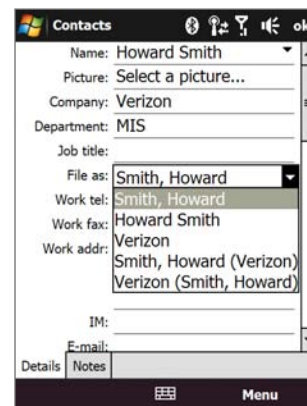 Contacts ok
Name: Howard Smith
Picture: Select a picture...
Company: Verizon
Department: MIS
Job title:
File as: Smith, Howard
Work tel: Smith, Howard
Work fax: Howard Smith
Work addr: Verizon
Smith, Howard (Verizon)
Verizon (Smith, Howard)
IM:
E-mail:
Details Notes
Menu